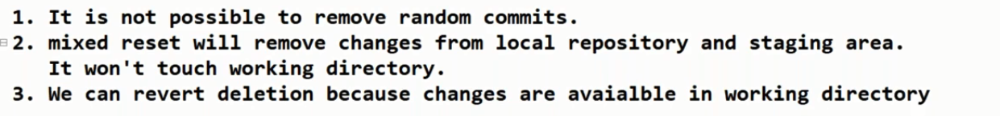 1. It is not possible to remove random commits.
2. mixed reset will remove changes from local repository and staging area.
It won't touch working directory.
3. We can revert deletion because changes are avaialble in working directory